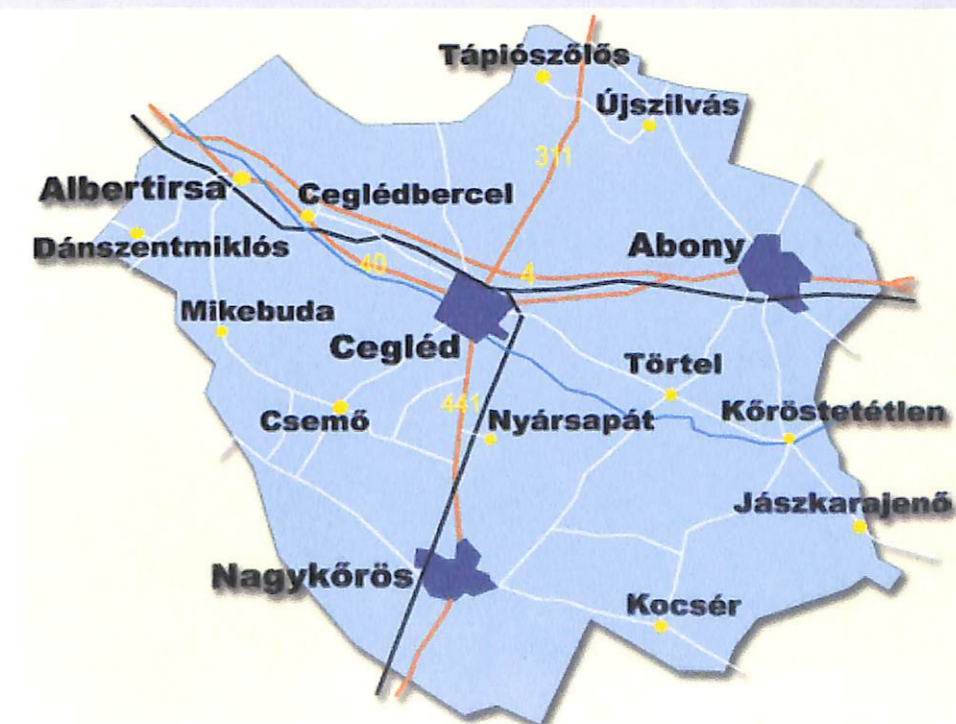 Tápiószőlős
Újszilvás
311
Albertirsa
Ceglédbercel
Dánszentmiklós
Abony
40
4
Mikebuda
Cegléd
Törtel
Csemő
441
Nyársapát
Kőröstetétlen
Jászkarajenő
Nagykőrös
Kocsér